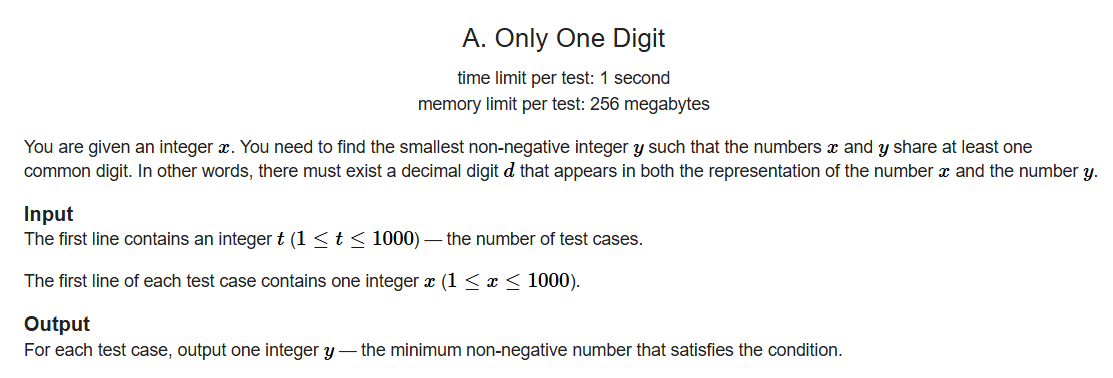 A. Only One Digit
time limit per test: 1 second
memory limit per test: 256 megabytes
You are given an integer x. You need to find the smallest non-negative integer y such that the numbers x and y share at least one
common digit. In other words, there must exist a decimal digit d that appears in both the representation of the number x and the number y.
Input
The first line contains an integer t (1 ≤ t ≤ 1000) — the number of test cases.
The first line of each test case contains one integer x (1 ≤ x ≤ 1000).
Output
For each test case, output one integer y — the minimum non-negative number that satisfies the condition.